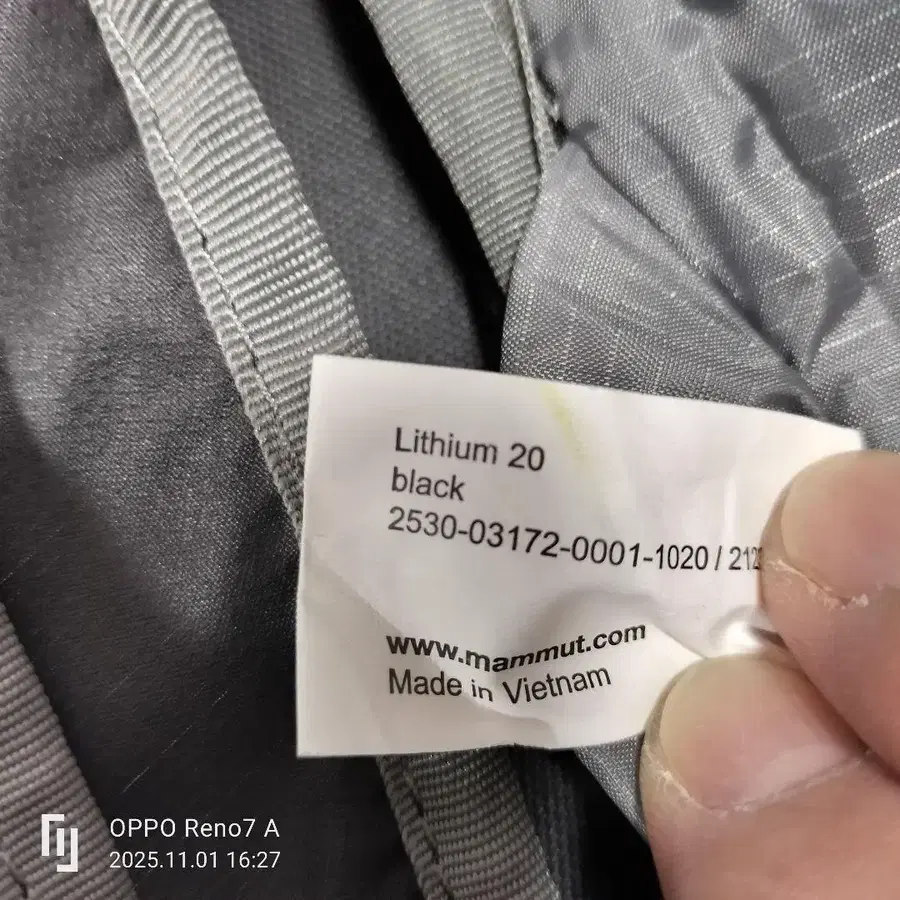 Lithium 20
black
2530-03172-0001-1020 /
www.mammut.com
Made in Vietnam
OPPO Reno7 A
2025.11.01 16:27